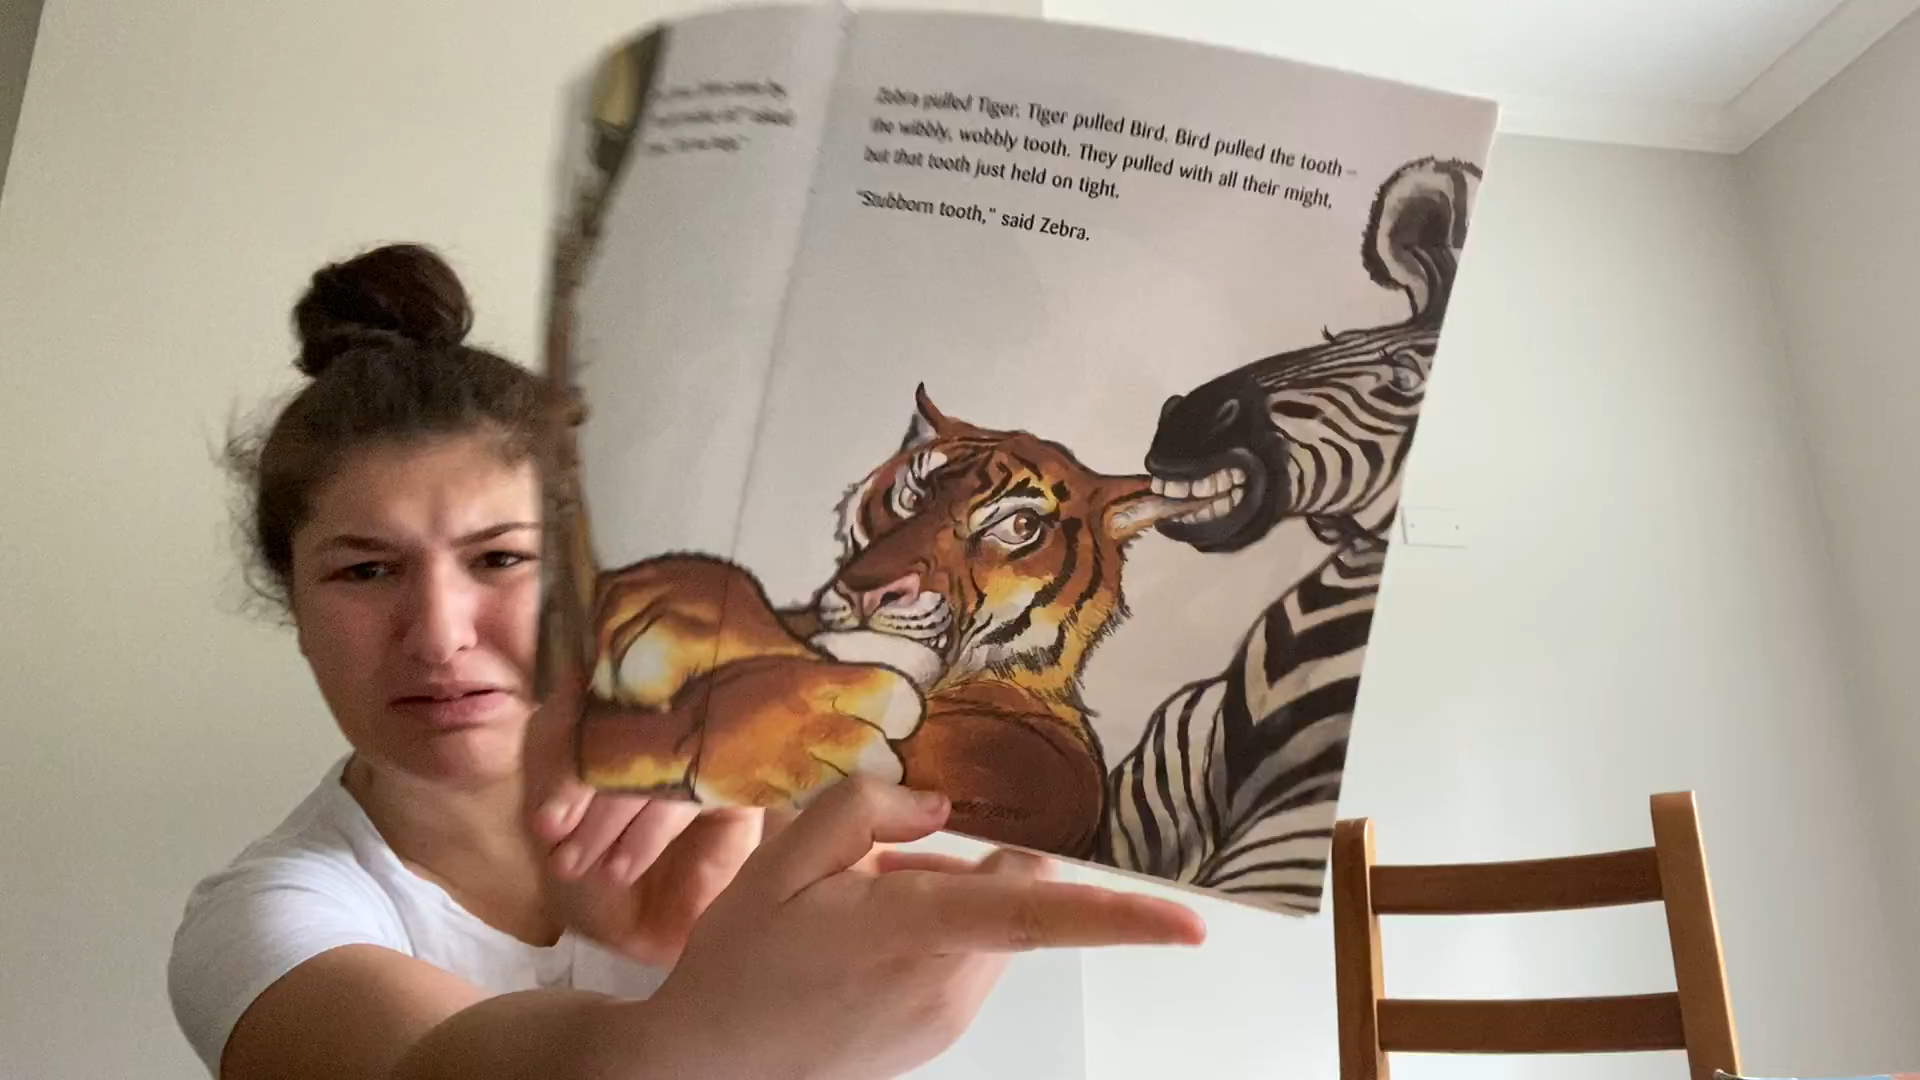 Zebra pulled Tiger. Tiger pulled Bird. Bird pulled the tooth –
the wibbly, wobbly tooth. They pulled with all their might,
but that tooth just held on tight.
"Stubborn tooth," said Zebra.